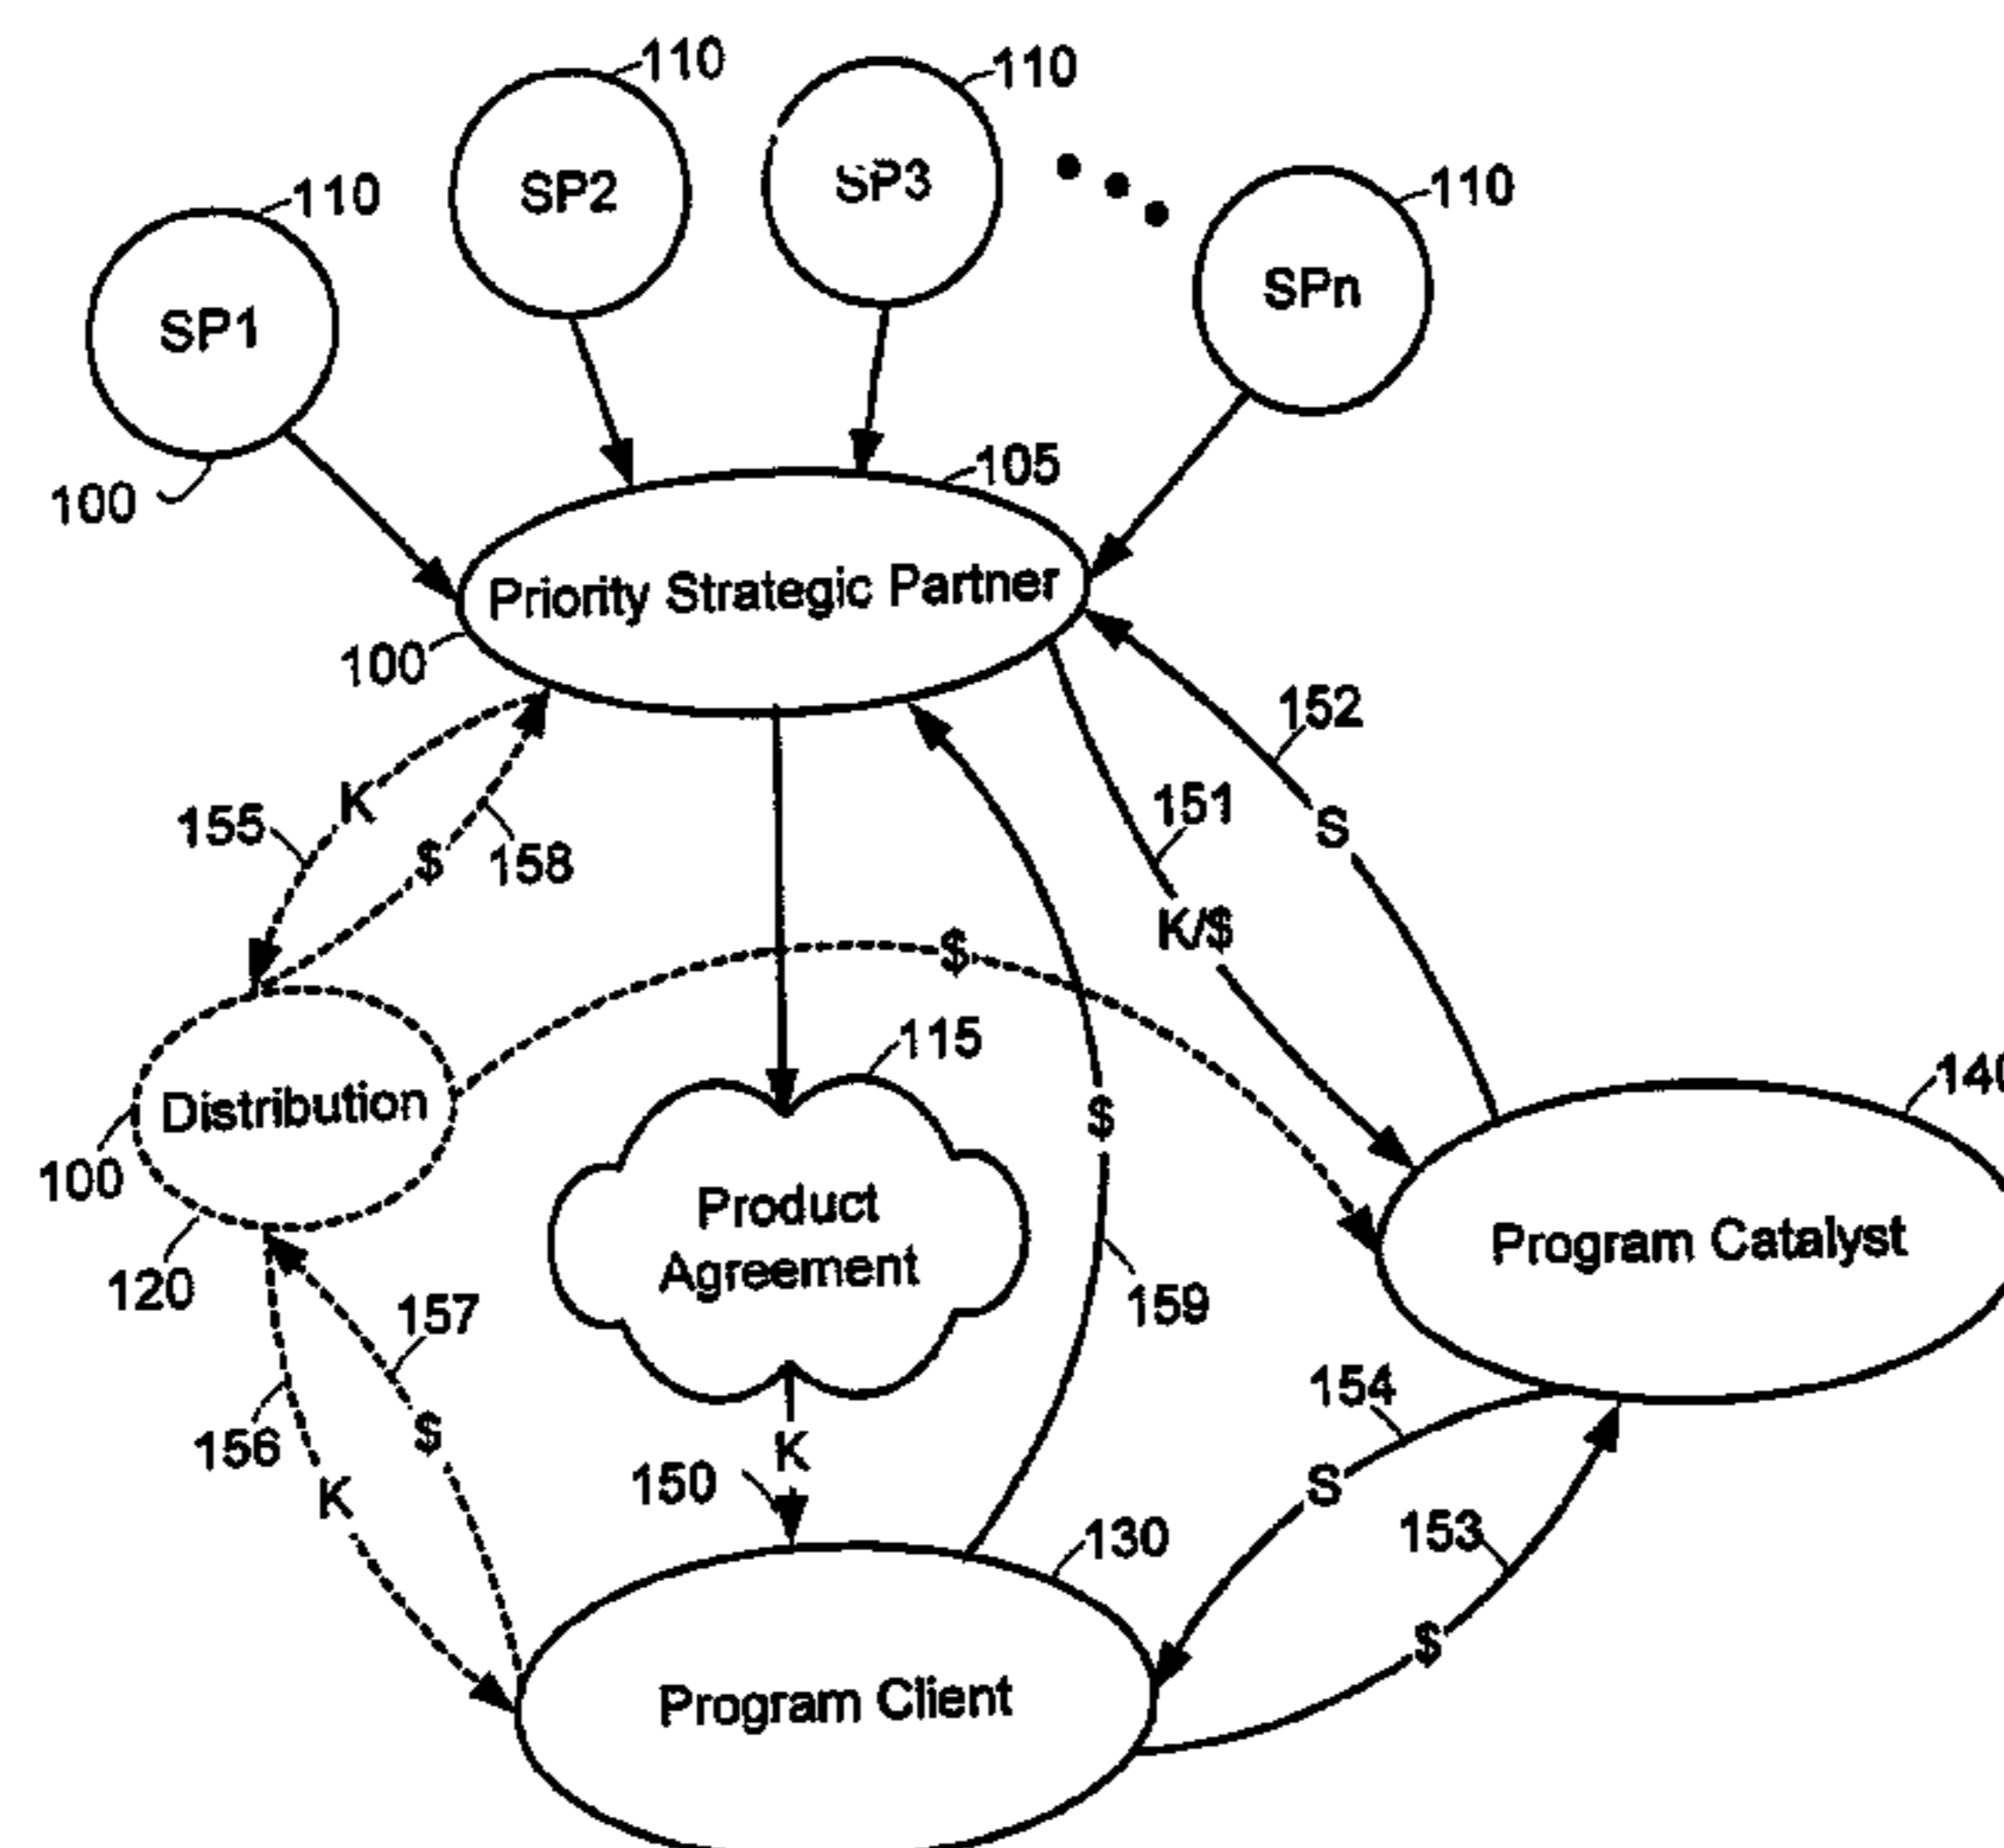 110
110
110
110
SP1
SP2
SP3
SPn
100
105
Priority Strategic Partner
100
152
151
155
K
S
158
$
K/$
$
115
140
$
Distribution
100
Product
Agreement
Program Catalyst
120
157
159
154
156
$
K
S
150
K
130
153
$
Program Client